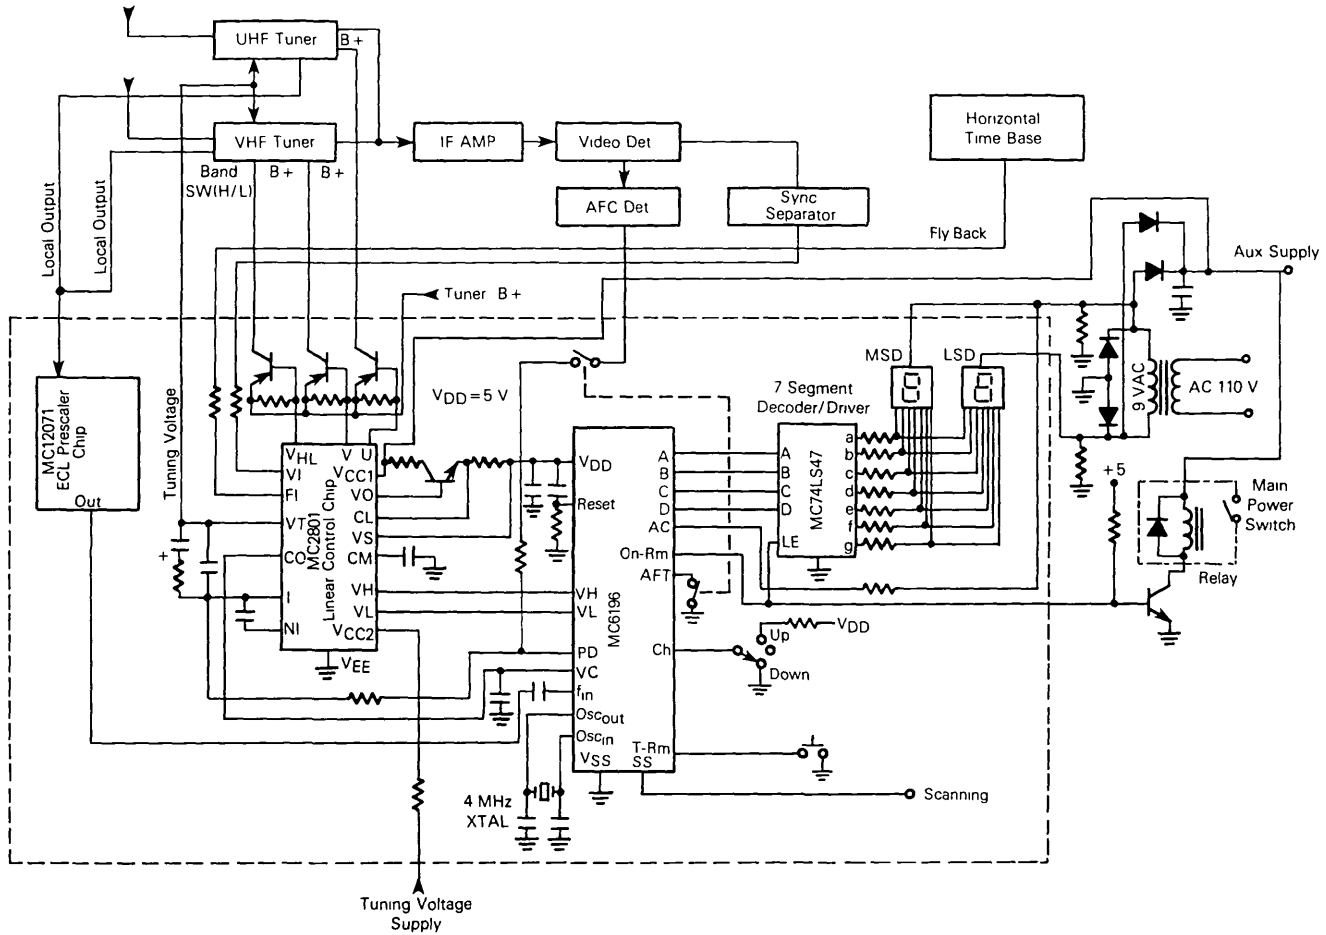 UHF Tuner
B+
VHF Tuner
IF AMP
Video Det
Horizontal
Time Base
Band
SW(H/L)
B+
B+
AFC Det
Sync
Separator
Local Output
Local Output
Fly Back
Aux Supply
Tuner B+
MSD
LSD
9 VAC
AC 110 V
MC12071
ECL Prescaler
Chip
Out
Tuning Voltage
VDD = 5 V
7 Segment
Decoder/Driver
+5
Main
Power
Switch
Relay
MC2801
Linear Control Chip
VHL
V
U
VI
VCC1
FI
VO
VT
CL
VS
CO
CM
I
VH
NI
VL
VCC2
VEE
+
MC6196
VDD
Reset
VH
VL
PD
VC
fin
Oscout
Oscin
VSS
A
B
C
D
AC
On-Rm
AFT
Ch
T-Rm
SS
MC74LS47
A
B
C
D
LE
a
b
c
d
e
f
g
Up
VDD
Down
4 MHz
XTAL
Scanning
Tuning Voltage
Supply